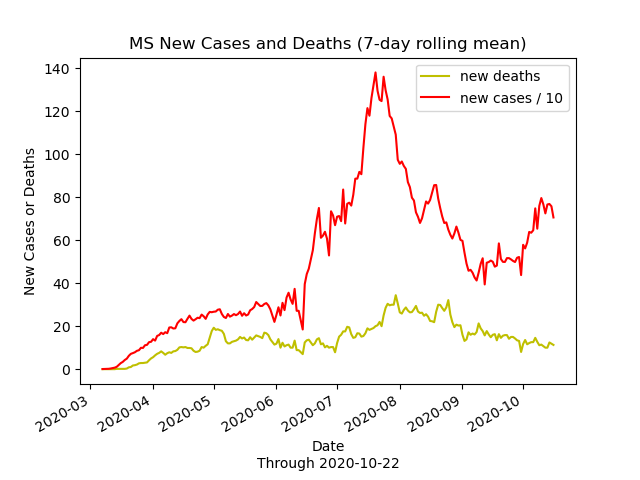 MS New Cases and Deaths (7-day rolling mean)
new deaths
new cases / 10
New Cases or Deaths
140
120
100
80
60
40
20
0
2020-03
2020-04
2020-05
2020-06
2020-07
2020-08
2020-09
2020-10
Date
Through 2020-10-22